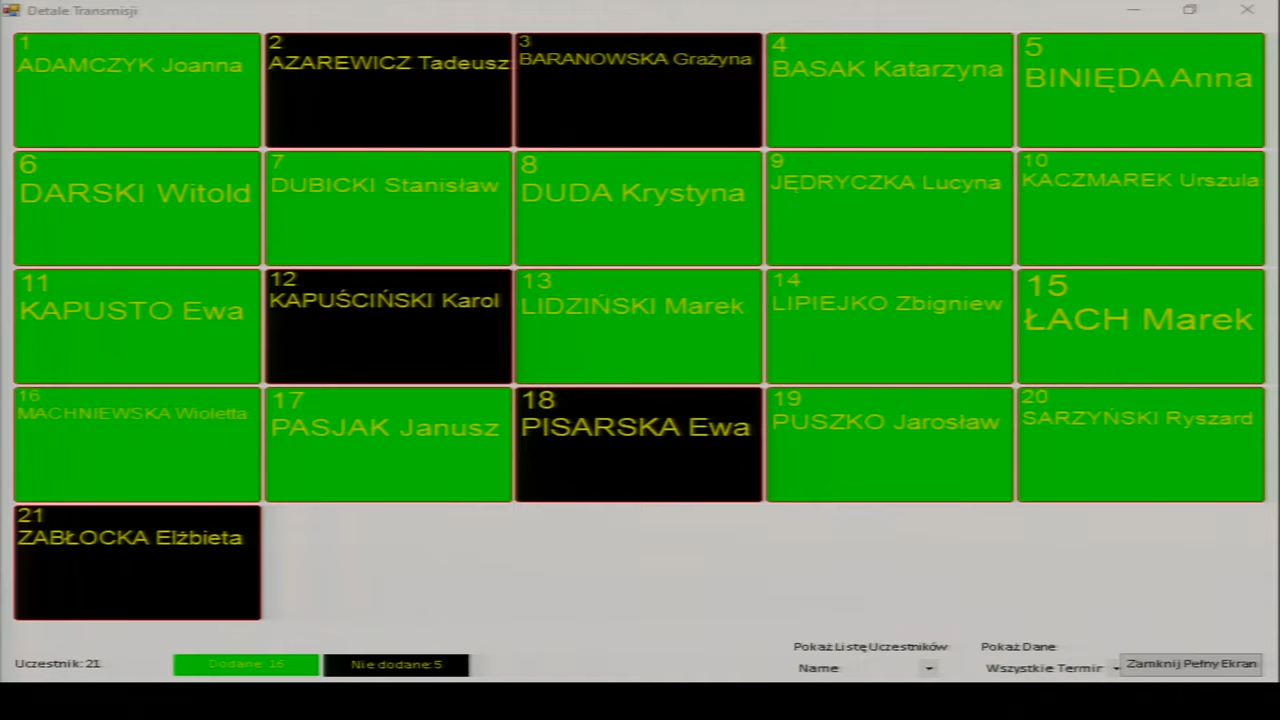 Detale Transmisji
1
ADAMCZYK Joanna
2
AZAREWICZ Tadeusz
3
BARANOWSKA Grażyna
4
BASAK Katarzyna
5
BINIĘDA Anna
6
DARSKI Witold
7
DUBICKI Stanisław
8
DUDA Krystyna
9
JĘDRYCZKA Lucyna
10
KACZMAREK Urszula
11
KAPUSTO Ewa
12
KAPUŚCIŃSKI Karol
13
LIDZIŃSKI Marek
14
LIPIEJKO Zbigniew
15
ŁACH Marek
16
MACHNIEWSKA Wioletta
17
PASJAK Janusz
18
PISARSKA Ewa
19
PUSZKO Jarosław
20
SARZYŃSKI Ryszard
21
ZABŁOCKA Elżbieta
Pokaż Listę Uczestników Pokaż Dane
Uczestnik: 21 Dodane: 16 Nie dodane: 5 Name Wszystkie Termir Zamknij Pełny Ekran